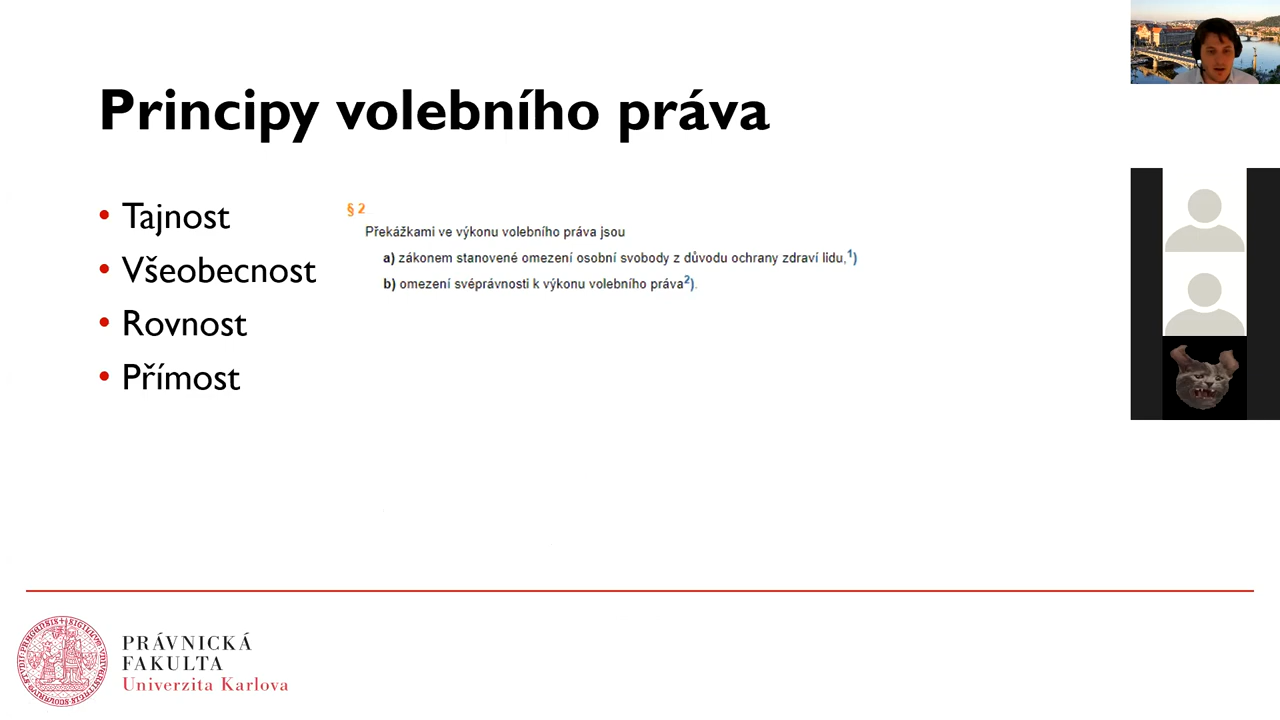 Principy volebního práva
• Tajnost
• Všeobecnost
• Rovnost
• Přímost
§ 2
Překážkami ve výkonu volebního práva jsou
a) zákonem stanovené omezení osobní svobody z důvodu ochrany zdraví lidu,1)
b) omezení svéprávnosti k výkonu volebního práva2).
PRÁVNICKÁ
FAKULTA
Univerzita Karlova